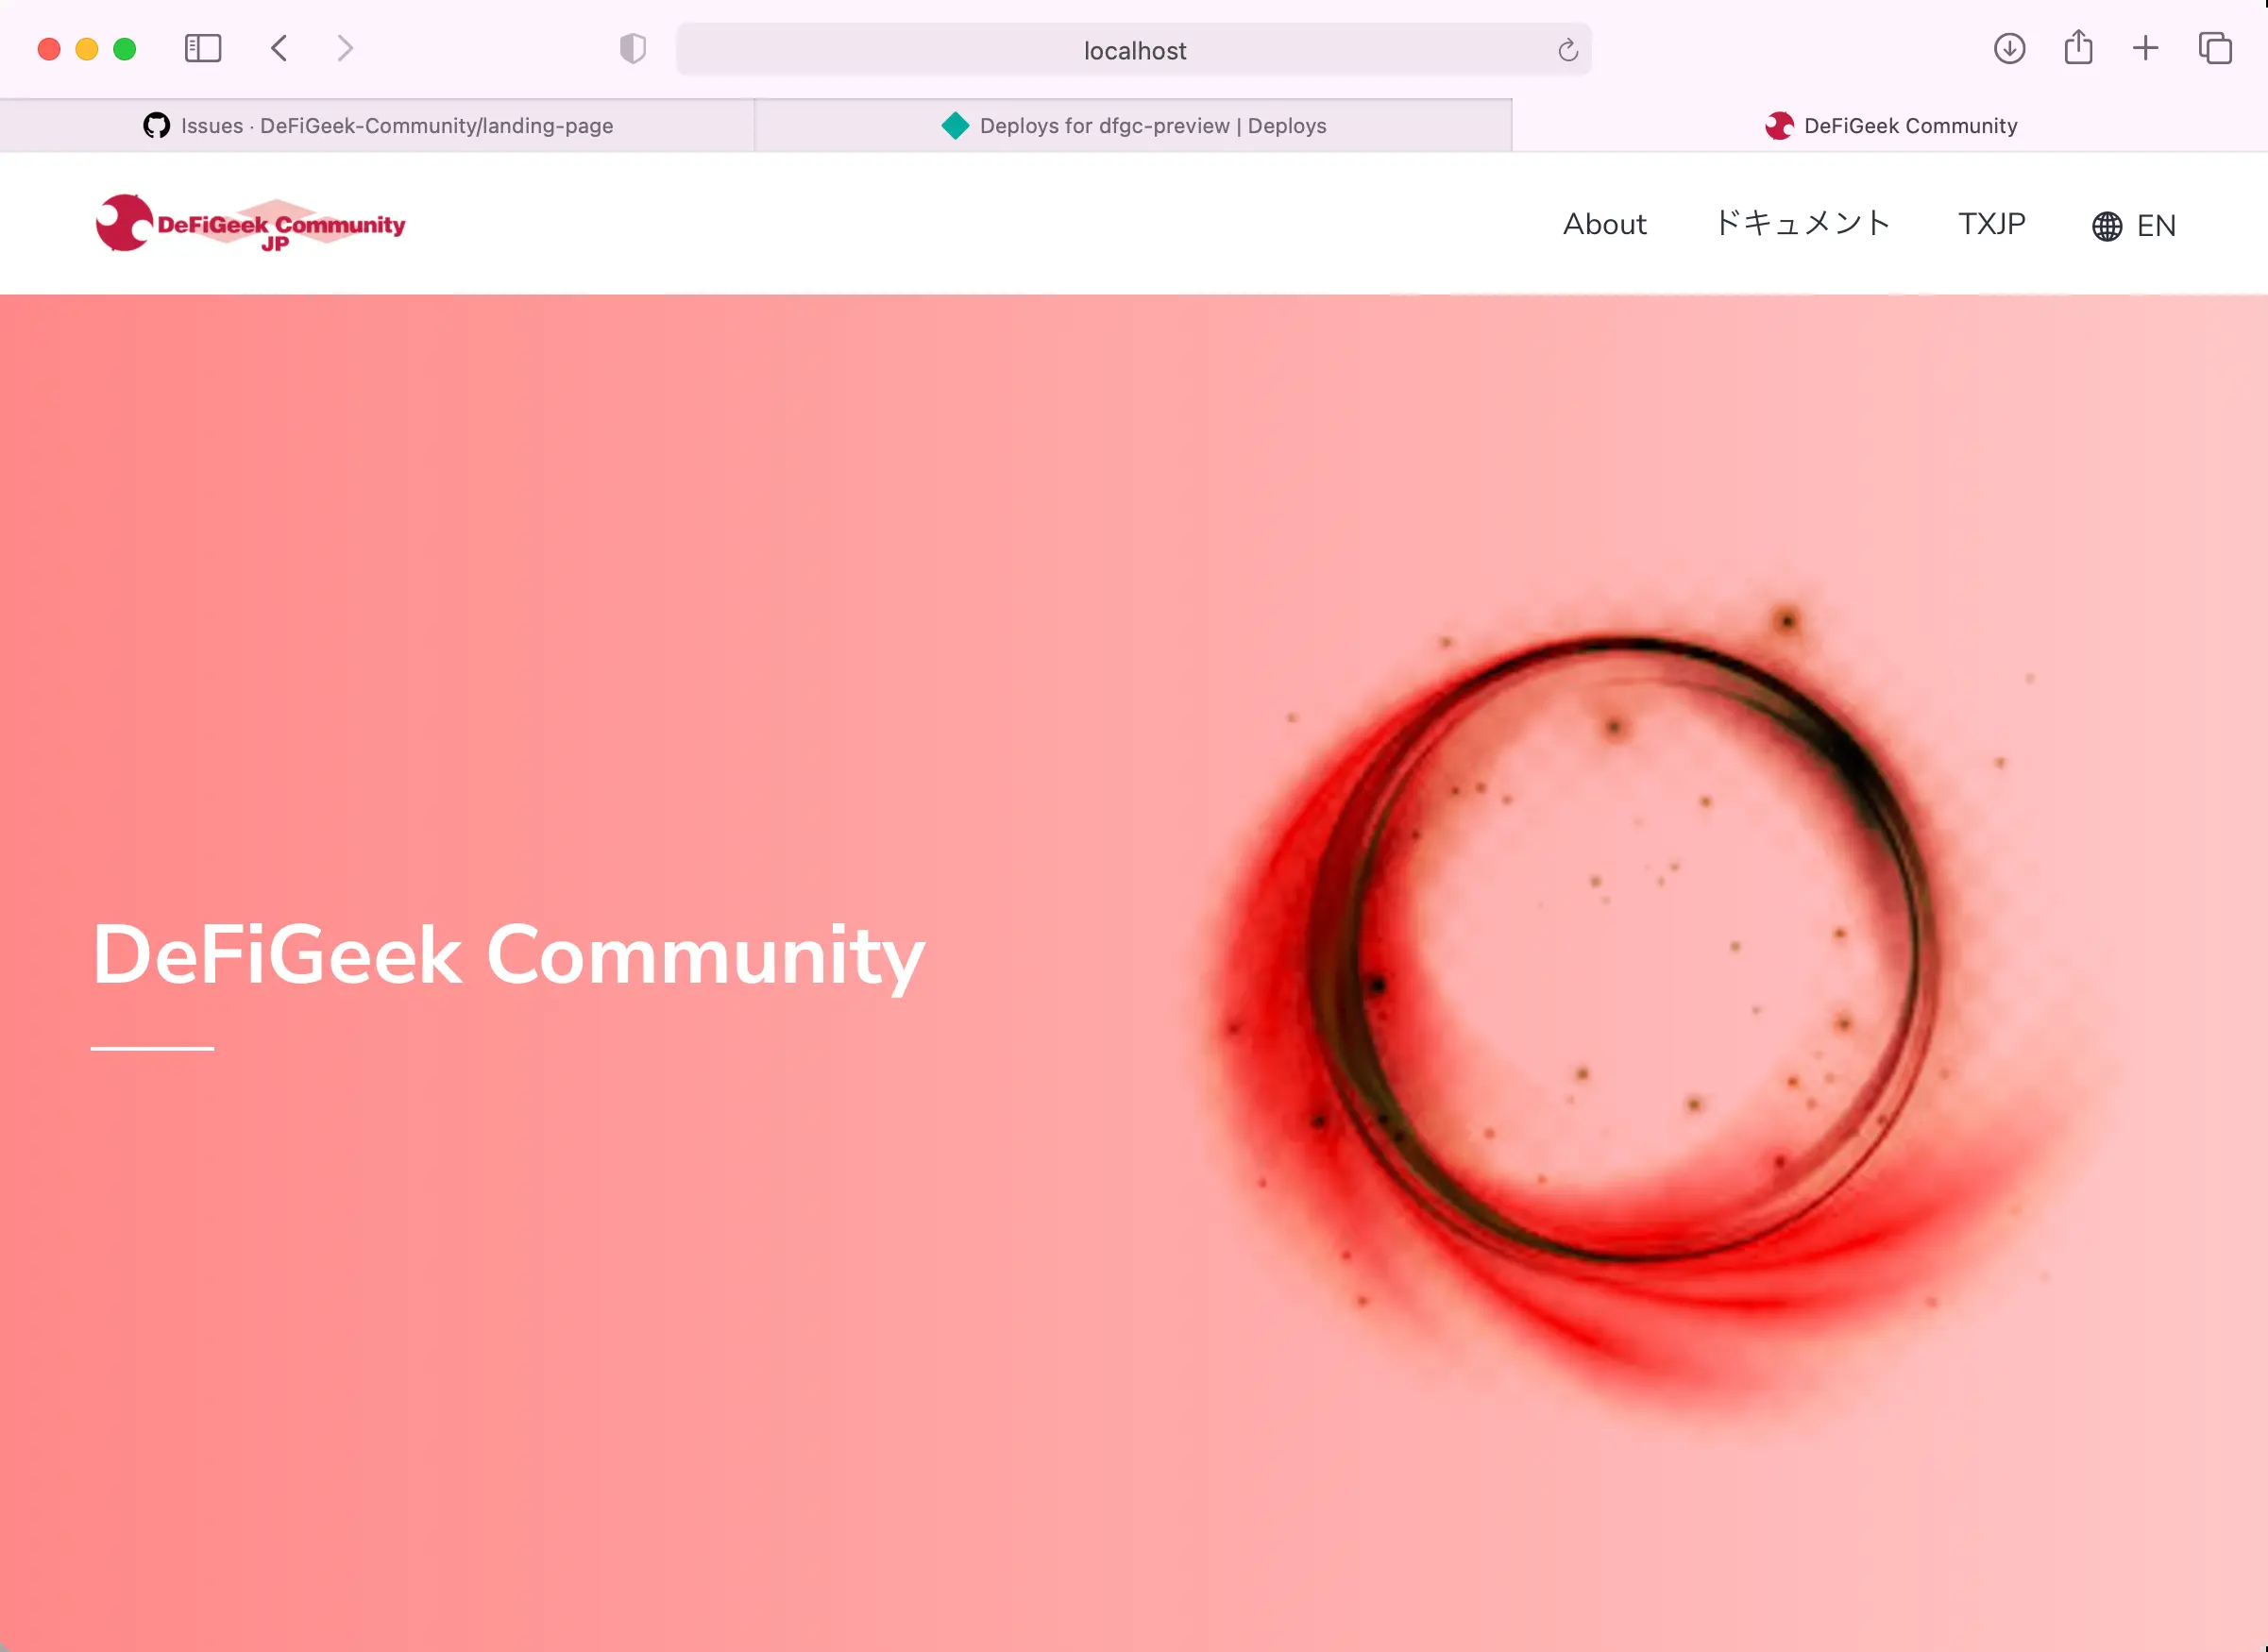 localhost
Issues · DeFiGeek-Community/landing-page
Deploys for dfgc-preview | Deploys
DeFiGeek Community
DeFiGeek Community
JP
About
ドキュメント
TXJP
EN
DeFiGeek Community